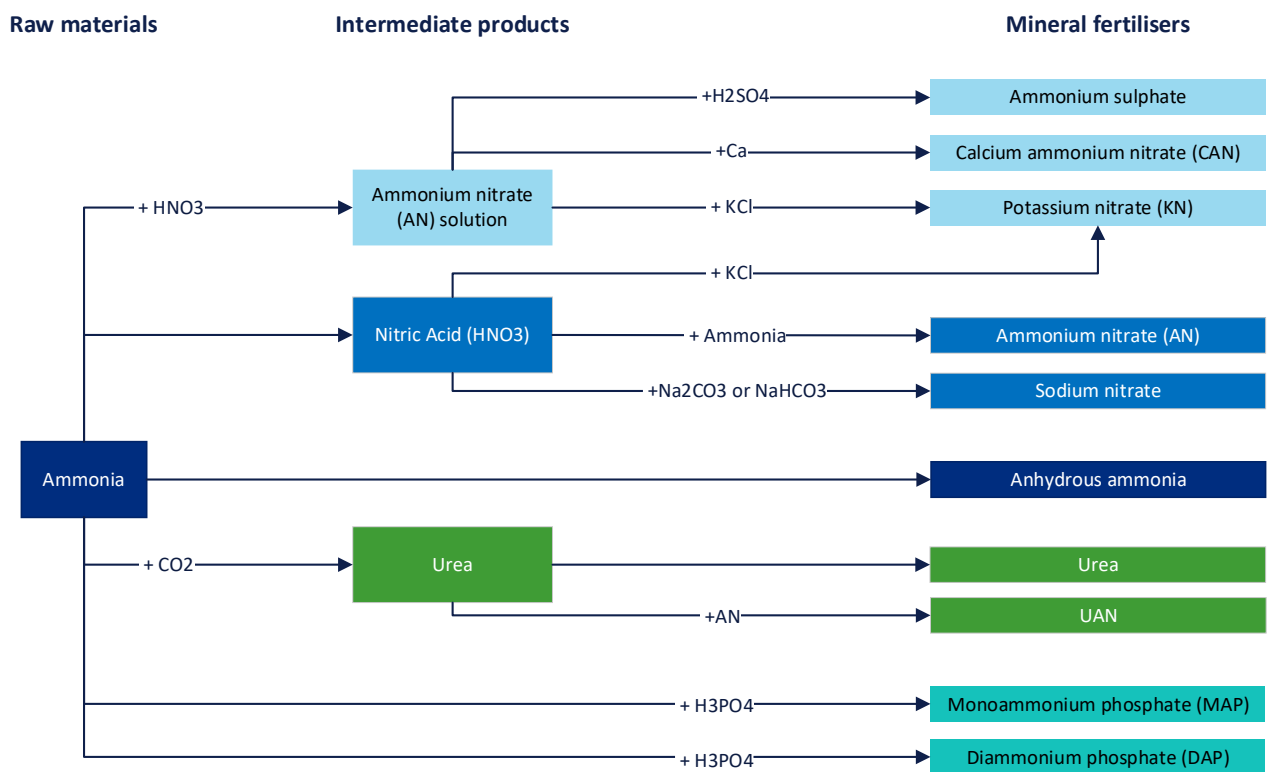 Raw materials
Intermediate products
Mineral fertilisers
+H2SO4
Ammonium sulphate
+Ca
Calcium ammonium nitrate (CAN)
+ HNO3
Ammonium nitrate
(AN) solution
+ KCl
Potassium nitrate (KN)
+ KCl
Nitric Acid (HNO3)
+ Ammonia
Ammonium nitrate (AN)
+Na2CO3 or NaHCO3
Sodium nitrate
Ammonia
Anhydrous ammonia
+ CO2
Urea
Urea
+AN
UAN
+ H3PO4
Monoammonium phosphate (MAP)
+ H3PO4
Diammonium phosphate (DAP)